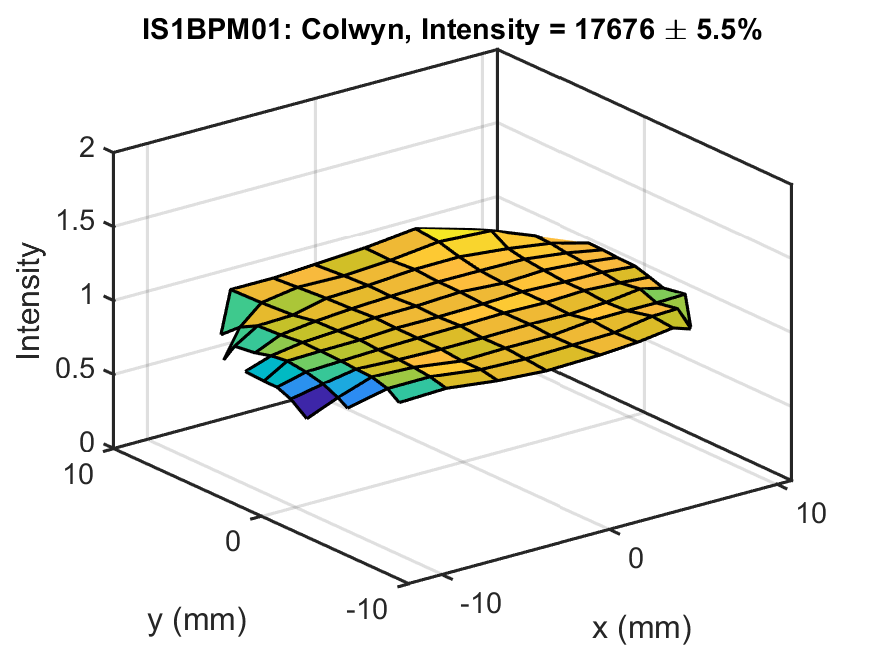 IS1BPM01: Colwyn, Intensity = 17676 ± 5.5%
2
1.5
1
0.5
0
Intensity
10
0
-10
y (mm)
-10
0
10
x (mm)